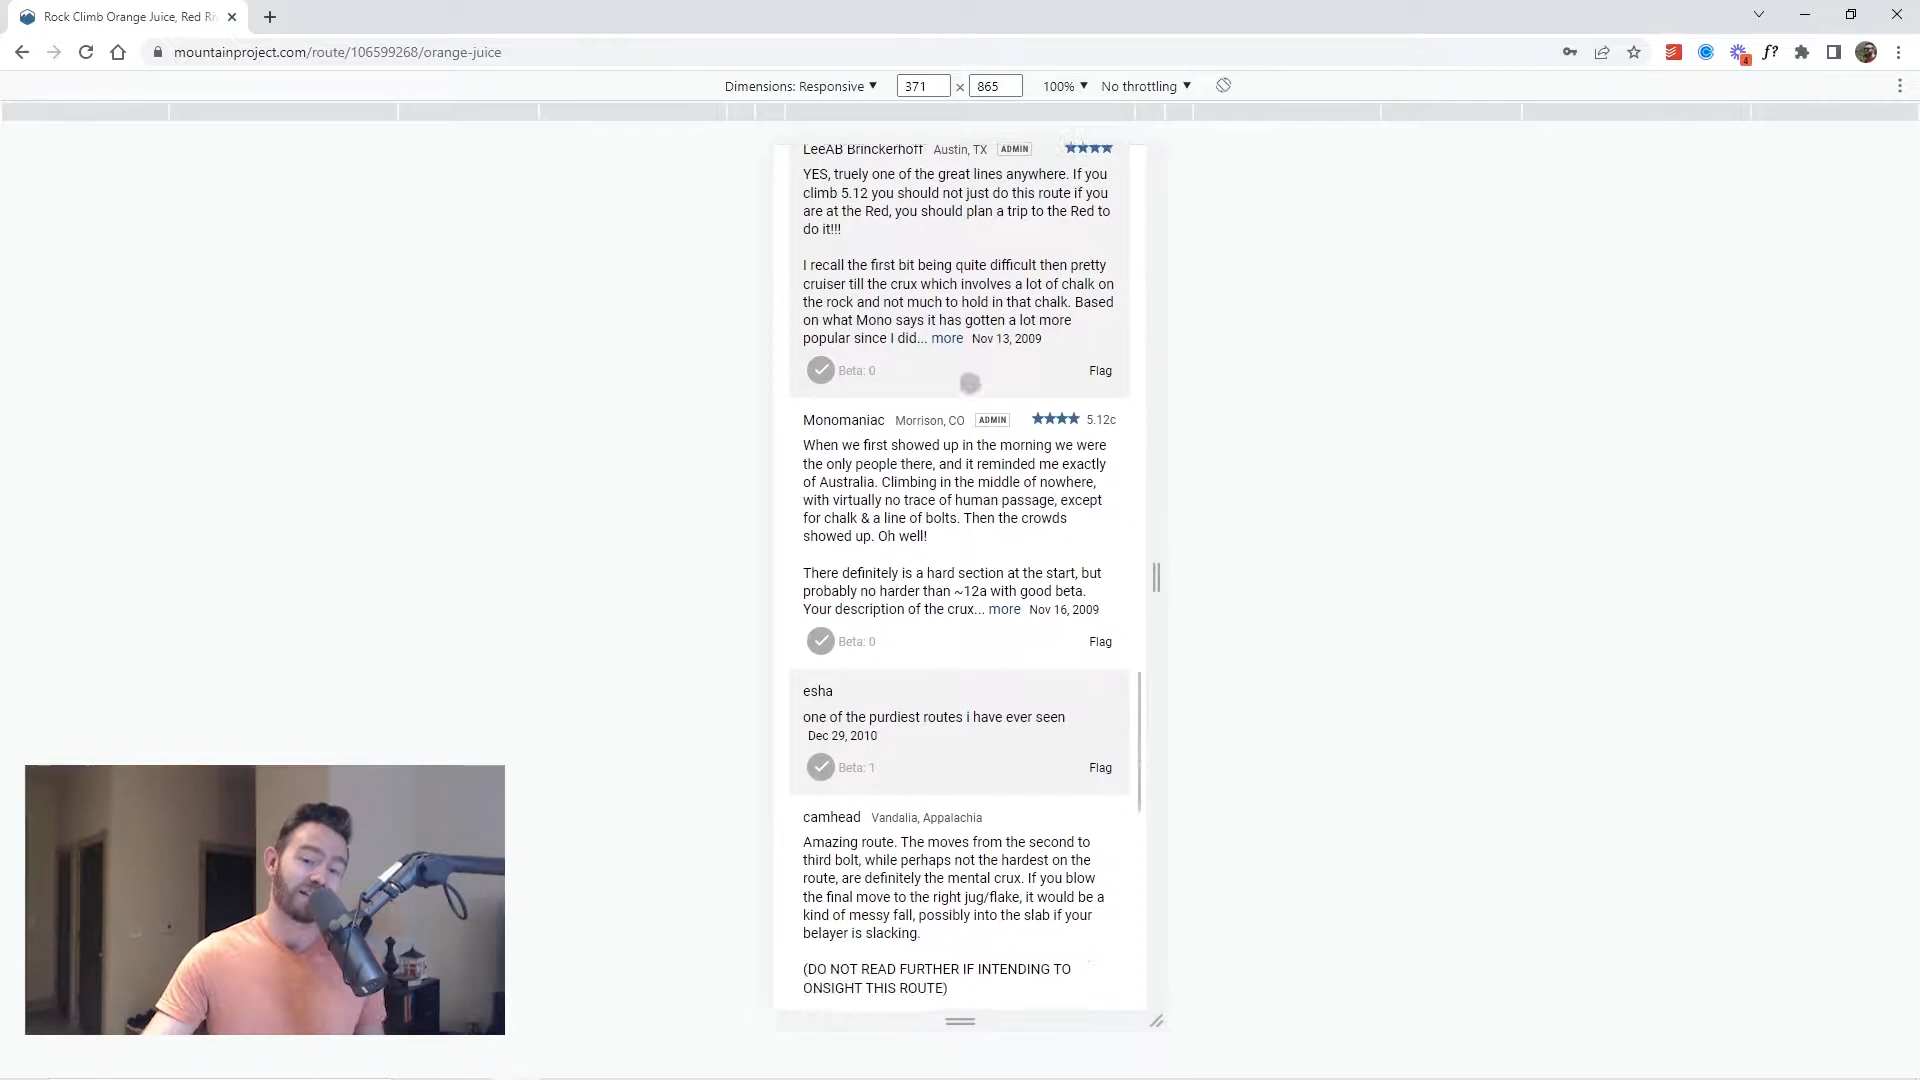 Rock Climb Orange Juice, Red Ri
mountainproject.com/route/106599268/orange-juice
4
f?
Dimensions: Responsive
371 × 865
100%
No throttling
LeeAB Brinckerhoff Austin, TX ADMIN
YES, truely one of the great lines anywhere. If you
climb 5.12 you should not just do this route if you
are at the Red, you should plan a trip to the Red to
do it!!!
I recall the first bit being quite difficult then pretty
cruiser till the crux which involves a lot of chalk on
the rock and not much to hold in that chalk. Based
on what Mono says it has gotten a lot more
popular since I did... more Nov 13, 2009
Beta: 0 Flag
Monomaniac Morrison, CO ADMIN 5.12c
When we first showed up in the morning we were
the only people there, and it reminded me exactly
of Australia. Climbing in the middle of nowhere,
with virtually no trace of human passage, except
for chalk & a line of bolts. Then the crowds
showed up. Oh well!
There definitely is a hard section at the start, but
probably no harder than ~12a with good beta.
Your description of the crux... more Nov 16, 2009
Beta: 0 Flag
esha
one of the purdiest routes i have ever seen
Dec 29, 2010
Beta: 1 Flag
camhead Vandalia, Appalachia
Amazing route. The moves from the second to
third bolt, while perhaps not the hardest on the
route, are definitely the mental crux. If you blow
the final move to the right jug/flake, it would be a
kind of messy fall, possibly into the slab if your
belayer is slacking.
(DO NOT READ FURTHER IF INTENDING TO
ONSIGHT THIS ROUTE)